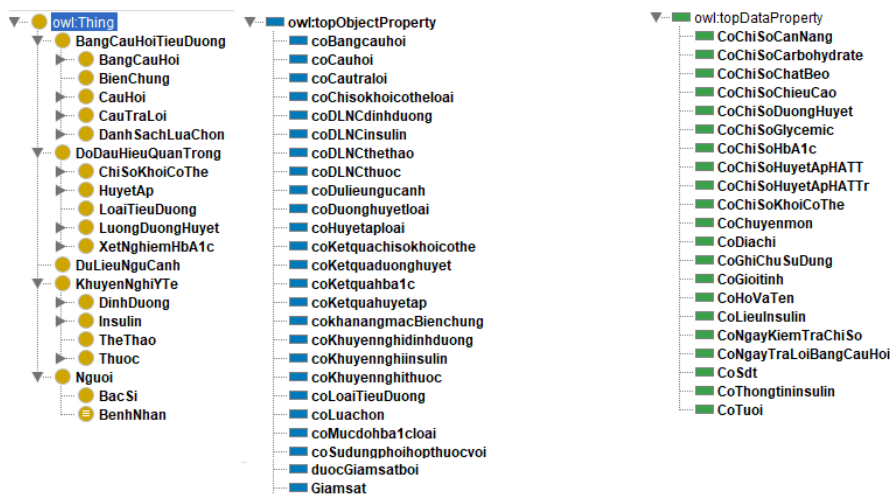 owl:Thing
BangCauHoiTieuDuong
BangCauHoi
BienChung
CauHoi
CauTraLoi
DanhSachLuaChon
DoDauHieuQuanTrong
ChiSoKhoiCoThe
HuyetAp
LoaiTieuDuong
LuongDuongHuyet
XetNghiemHbA1c
DuLieuNguCanh
KhuyenNghiYTe
DinhDuong
Insulin
TheThao
Thuoc
Nguoi
BacSi
BenhNhan
owl:topObjectProperty
coBangcauhoi
coCauhoi
coCautraloi
coChisokhoicotheloai
coDLNCdinhduong
coDLNCinsulin
coDLNCthethao
coDLNCthuoc
coDulieungucanh
coDuonghuyetloai
coHuyetaploai
coKetquachisokhoicothe
coKetquaduonghuyet
coKetquahba1c
coKetquahuyetap
cokhanangmacBienchung
coKhuyennghidinhduong
coKhuyennghiinsulin
coKhuyennghithuoc
coLoaiTieuDuong
coLuachon
coMucdohba1cloai
coSudungphoihopthuocvoi
duocGiamsatboi
Giamsat
owl:topDataProperty
CoChiSoCanNang
CoChiSoCarbohydrate
CoChiSoChatBeo
CoChiSoChieuCao
CoChiSoDuongHuyet
CoChiSoGlycemic
CoChiSoHbA1c
CoChiSoHuyetApHATT
CoChiSoHuyetApHATTr
CoChiSoKhoiCoThe
CoChuyenmon
CoDiachi
CoGhiChuSuDung
CoGioitinh
CoHoVaTen
CoLieuInsulin
CoNgayKiemTraChiSo
CoNgayTraLoiBangCauHoi
CoSdt
CoThongtininsulin
CoTuoi